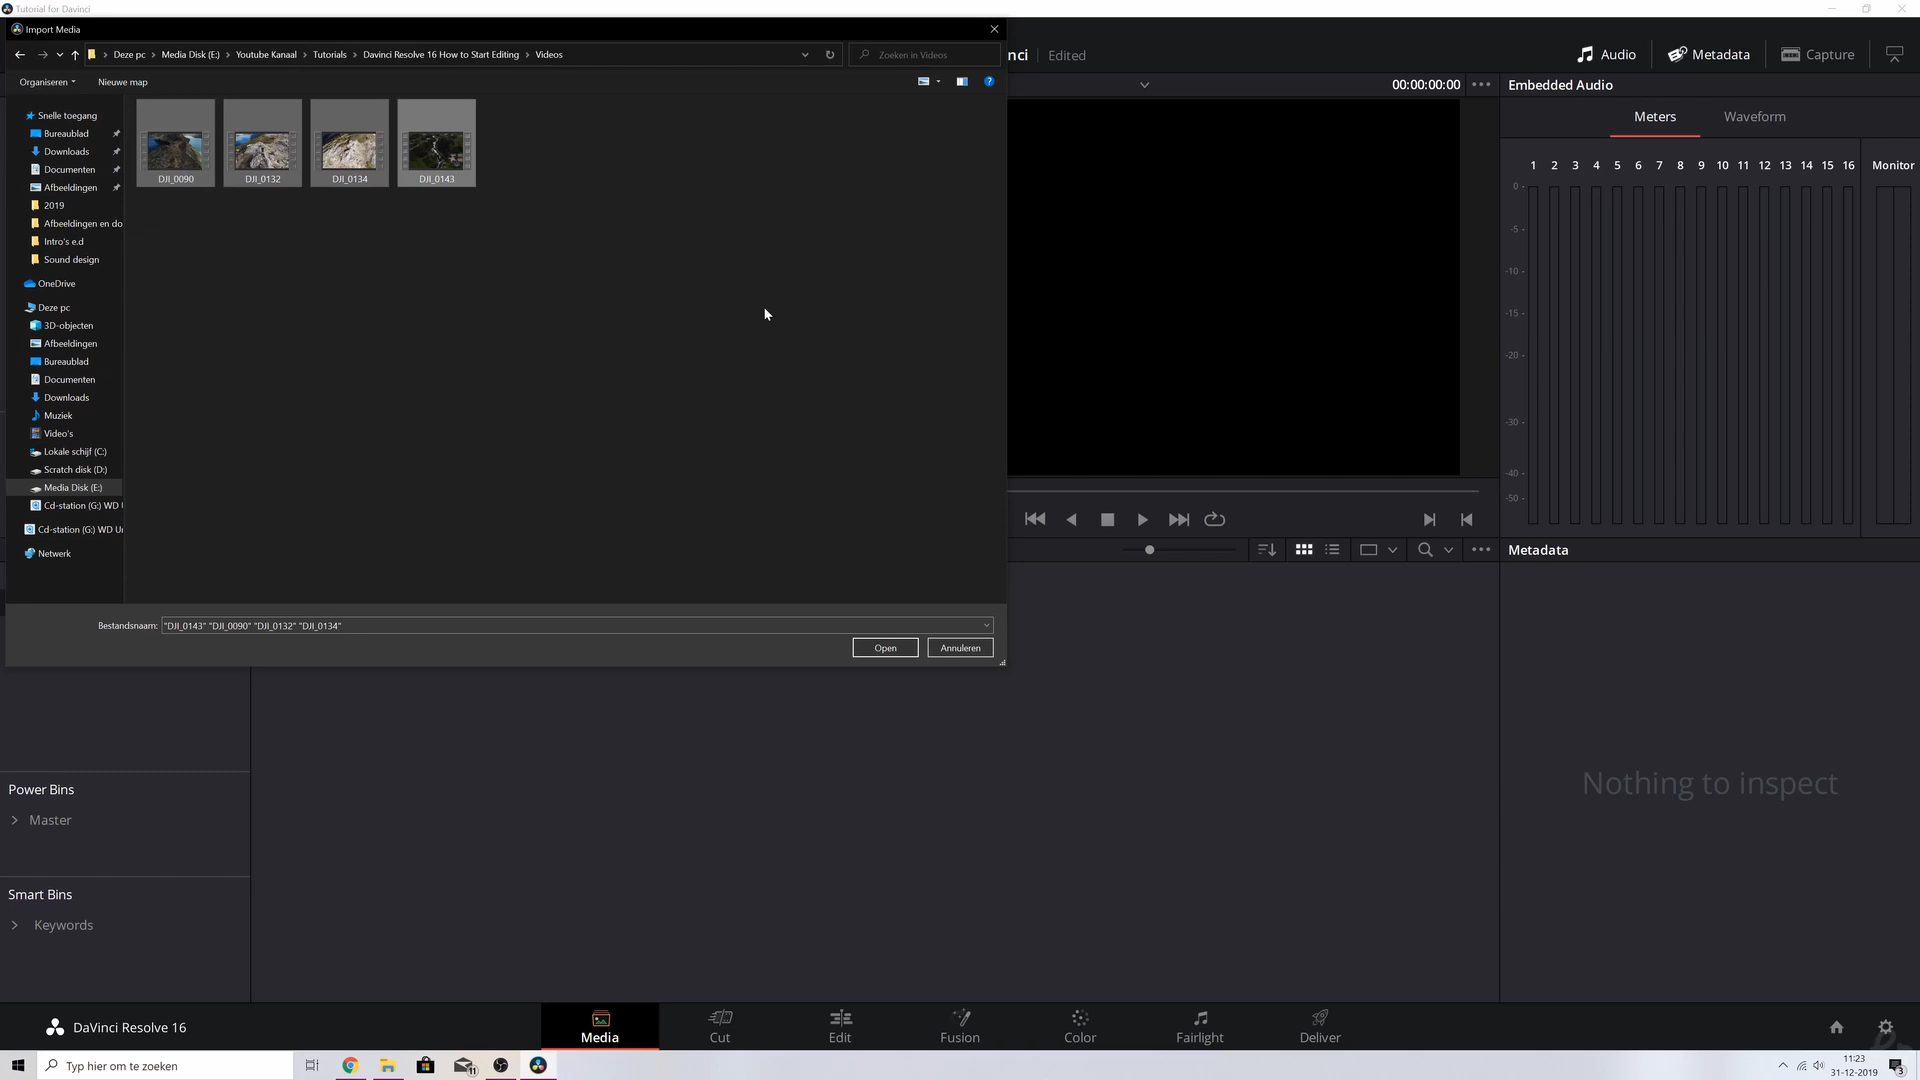 Tutorial for Davinci
Import Media
Deze pc > Media Disk (E:) > Youtube Kanaal > Tutorials > Davinci Resolve 16 How to Start Editing > Videos
Zoeken in Videos
nci
Edited
Audio
Metadata
Capture
Organiseren
Nieuwe map
00:00:00:00
Embedded Audio
Meters
Waveform
1 2 3 4 5 6 7 8 9 10 11 12 13 14 15 16 Monitor
0
-5
-10
-15
-20
-30
-40
-50
Snelle toegang
Bureaublad
Downloads
Documenten
Afbeeldingen
2019
Afbeeldingen en do
Intro's e.d
Sound design
OneDrive
Deze pc
3D-objecten
Afbeeldingen
Bureaublad
Documenten
Downloads
Muziek
Video's
Lokale schijf (C:)
Scratch disk (D:)
Media Disk (E:)
Cd-station (G:) WD
Cd-station (G:) WD
Netwerk
DJI_0090
DJI_0132
DJI_0134
DJI_0143
Bestandsnaam: "DJI_0143" "DJI_0090" "DJI_0132" "DJI_0134"
Open
Annuleren
Metadata
Nothing to inspect
Power Bins
Master
Smart Bins
Keywords
DaVinci Resolve 16
Media
Cut
Edit
Fusion
Color
Fairlight
Deliver
Typ hier om te zoeken
11
11:23
31-12-2019
3